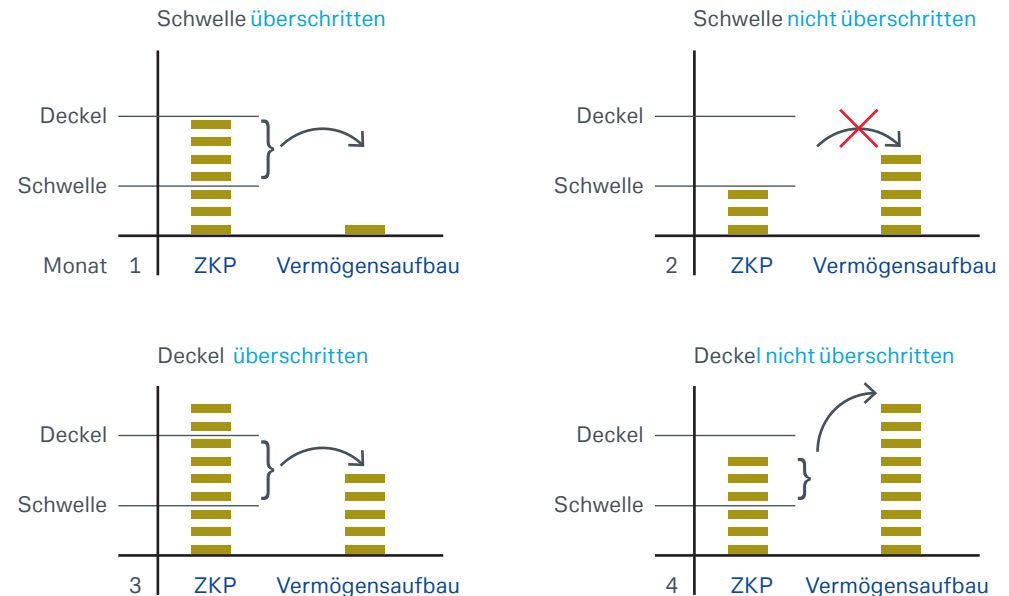 Schwelle überschritten
Deckel
Schwelle
Monat 1 ZKP Vermögensaufbau
Schwelle nicht überschritten
Deckel
Schwelle
2 ZKP Vermögensaufbau
Deckel überschritten
Deckel
Schwelle
3 ZKP Vermögensaufbau
Deckel nicht überschritten
Deckel
Schwelle
4 ZKP Vermögensaufbau